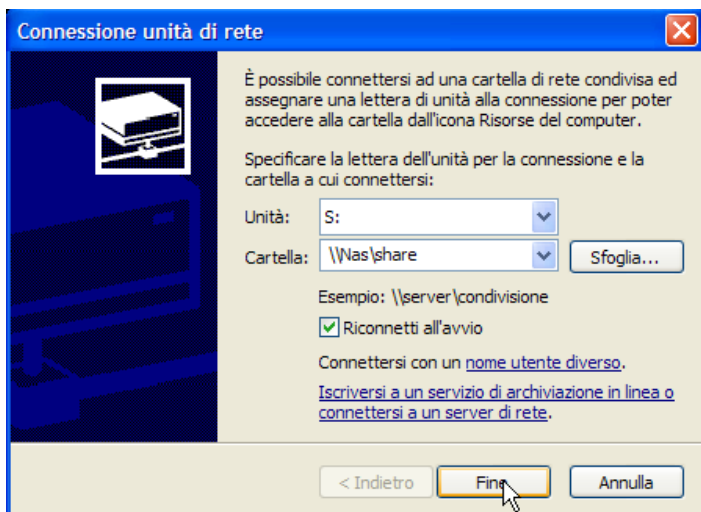 Connessione unità di rete
È possibile connettersi ad una cartella di rete condivisa ed
assegnare una lettera di unità alla connessione per poter
accedere alla cartella dall'icona Risorse del computer.
Specificare la lettera dell'unità per la connessione e la
cartella a cui connettersi:
Unità: S:
Cartella: \\Nas\share Sfoglia...
Esempio: \\server\condivisione
Riconnetti all'avvio
Connettersi con un nome utente diverso.
Iscriversi a un servizio di archiviazione in linea o
connettersi a un server di rete.
< Indietro Fine Annulla